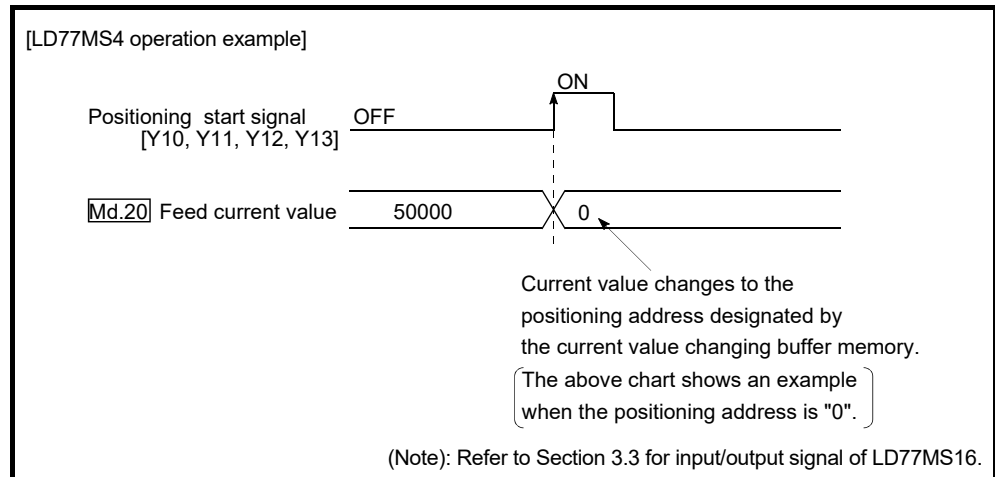 [LD77MS4 operation example]
ON
Positioning start signal OFF
[Y10, Y11, Y12, Y13]
Md.20 Feed current value 50000 0
Current value changes to the
positioning address designated by
the current value changing buffer memory.
The above chart shows an example
when the positioning address is "0".
(Note): Refer to Section 3.3 for input/output signal of LD77MS16.